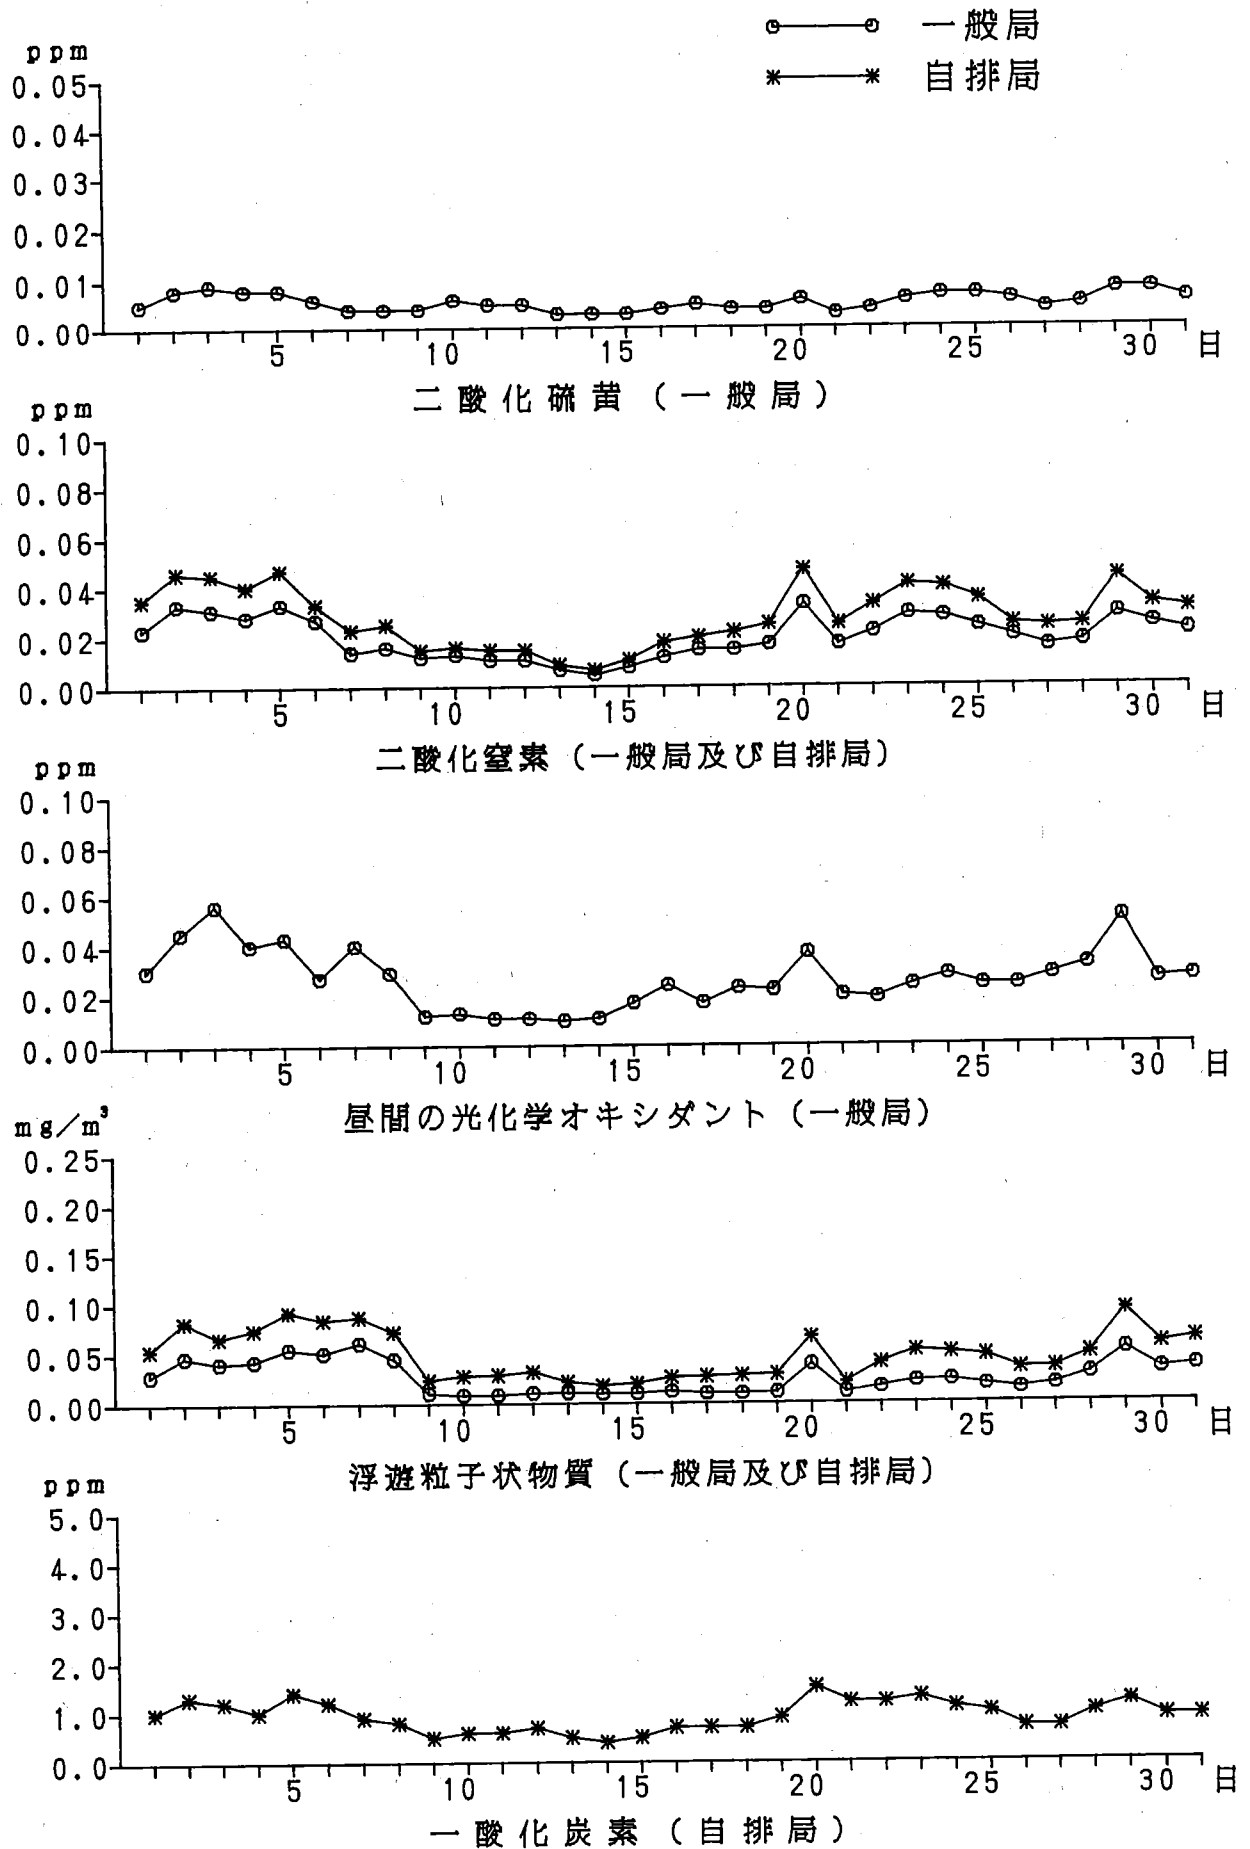 一般局
自排局
ppm
0.05
0.04
0.03
0.02
0.01
0.00
5 10 15 20 25 30 日
二酸化硫黄(一般局)
ppm
0.10
0.08
0.06
0.04
0.02
0.00
5 10 15 20 25 30 日
二酸化窒素(一般局及び自排局)
ppm
0.10
0.08
0.06
0.04
0.02
0.00
5 10 15 20 25 30 日
昼間の光化学オキシダント(一般局)
mg/m³
0.25
0.20
0.15
0.10
0.05
0.00
5 10 15 20 25 30 日
浮遊粒子状物質(一般局及び自排局)
ppm
5.0
4.0
3.0
2.0
1.0
0.0
5 10 15 20 25 30 日
一酸化炭素(自排局)